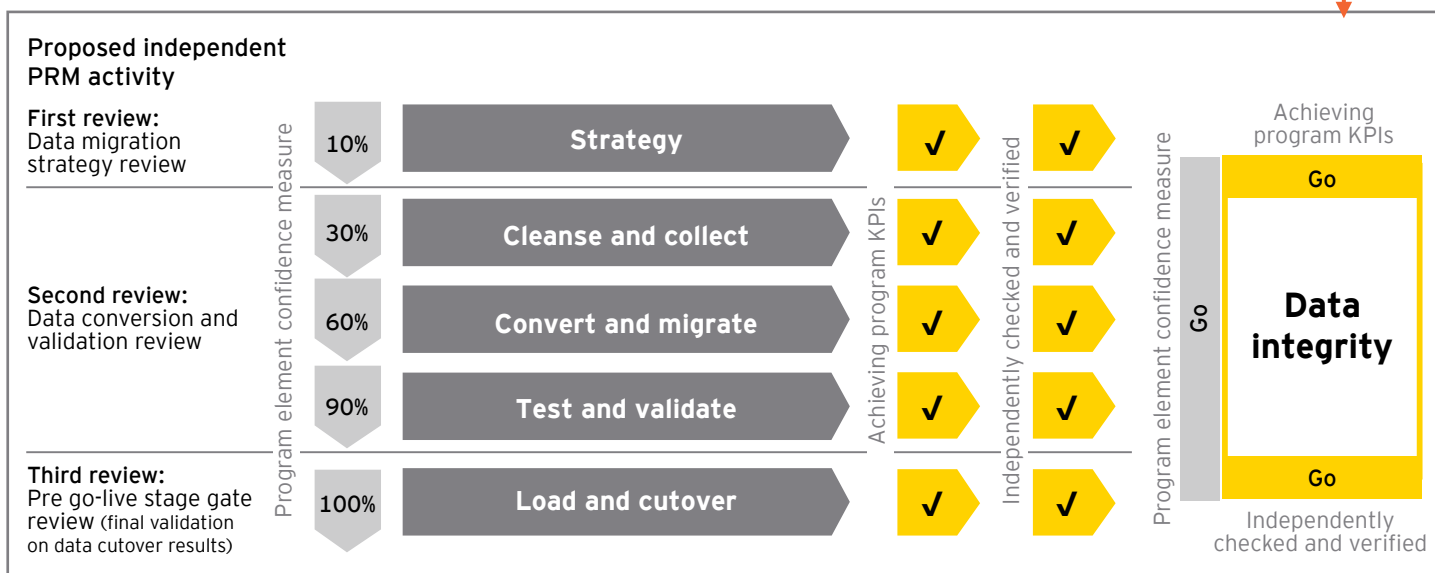 Proposed independent
PRM activity
First review:
Data migration
strategy review
Second review:
Data conversion and
validation review
Third review:
Pre go-live stage gate
review (final validation
on data cutover results)
Program element confidence measure
10%
30%
60%
90%
100%
Strategy
Cleanse and collect
Convert and migrate
Test and validate
Load and cutover
Achieving program KPIs
✓
✓
✓
✓
✓
Independently checked and verified
✓
✓
✓
✓
✓
Program element confidence measure
Achieving
program KPIs
Go
Go
Data
integrity
Go
Independently
checked and verified